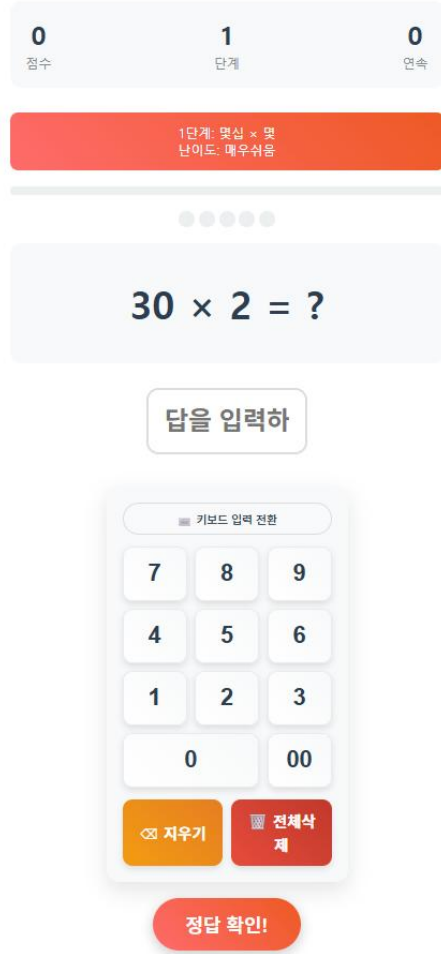 0 1 0
점수 단계 연속
1단계: 몇십 × 몇
난이도: 매우쉬움
30 × 2 = ?
답을 입력하
키보드 입력 전환
7 8 9
4 5 6
1 2 3
0 00
지우기 전체삭
제
정답 확인!